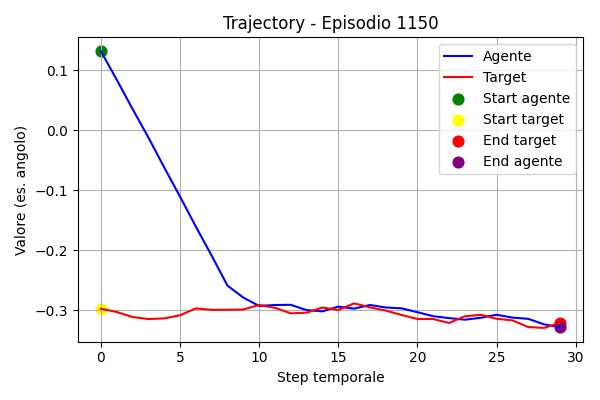 Trajectory - Episodio 1150
Valore (es. angolo)
0.1
0.0
−0.1
−0.2
−0.3
0 5 10 15 20 25 30
Step temporale
Agente
Target
Start agente
Start target
End target
End agente